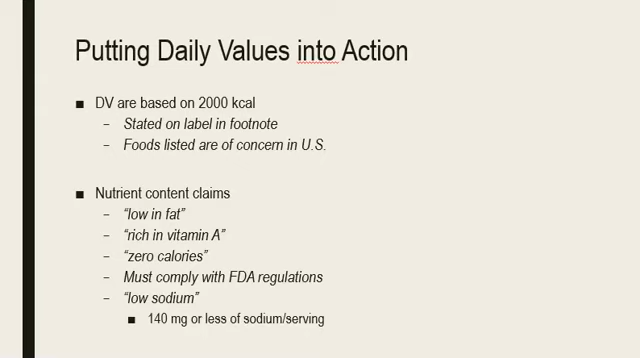 Putting Daily Values into Action
■ DV are based on 2000 kcal
– Stated on label in footnote
– Foods listed are of concern in U.S.
■ Nutrient content claims
– “low in fat”
– “rich in vitamin A”
– “zero calories”
– Must comply with FDA regulations
– “low sodium”
■ 140 mg or less of sodium/serving